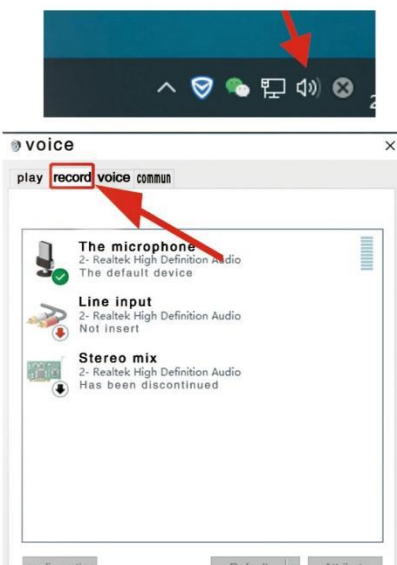 voice
play record voice commun
The microphone
2- Realtek High Definition Audio
The default device
Line input
2- Realtek High Definition Audio
Not insert
Stereo mix
2- Realtek High Definition Audio
Has been discontinued